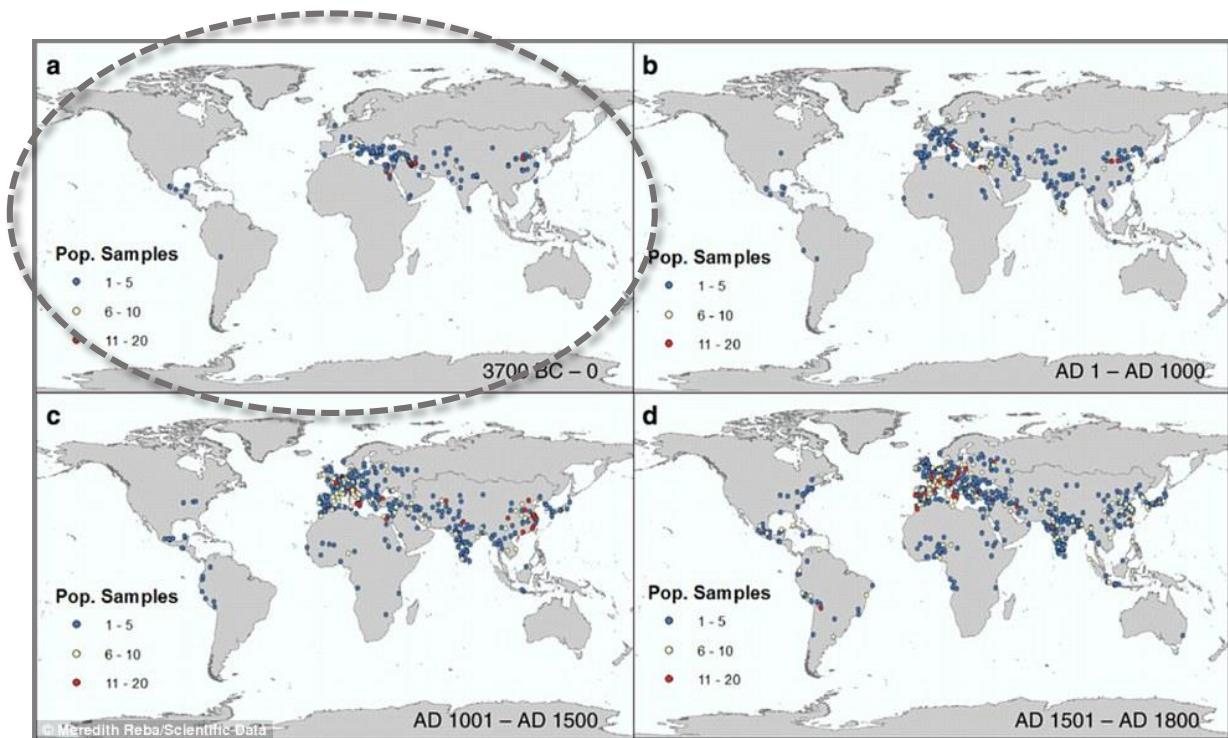 a
Pop. Samples
1 - 5
6 - 10
11 - 20
3700 BC – 0
b
Pop. Samples
1 - 5
6 - 10
11 - 20
AD 1 – AD 1000
c
Pop. Samples
1 - 5
6 - 10
11 - 20
AD 1001 – AD 1500
© Meredith Reba/Scientific Data
d
Pop. Samples
1 - 5
6 - 10
11 - 20
AD 1501 – AD 1800